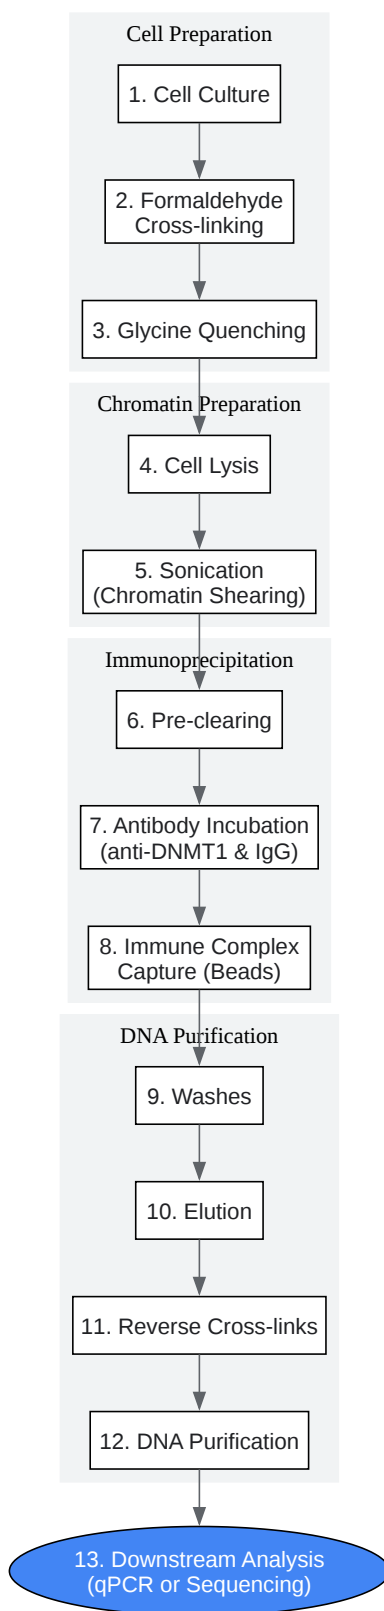 Cell Preparation
1. Cell Culture
2. Formaldehyde
Cross-linking
3. Glycine Quenching
Chromatin Preparation
4. Cell Lysis
5. Sonication
(Chromatin Shearing)
Immunoprecipitation
6. Pre-clearing
7. Antibody Incubation
(anti-DNMT1 & IgG)
8. Immune Complex
Capture (Beads)
DNA Purification
9. Washes
10. Elution
11. Reverse Cross-links
12. DNA Purification
13. Downstream Analysis
(qPCR or Sequencing)